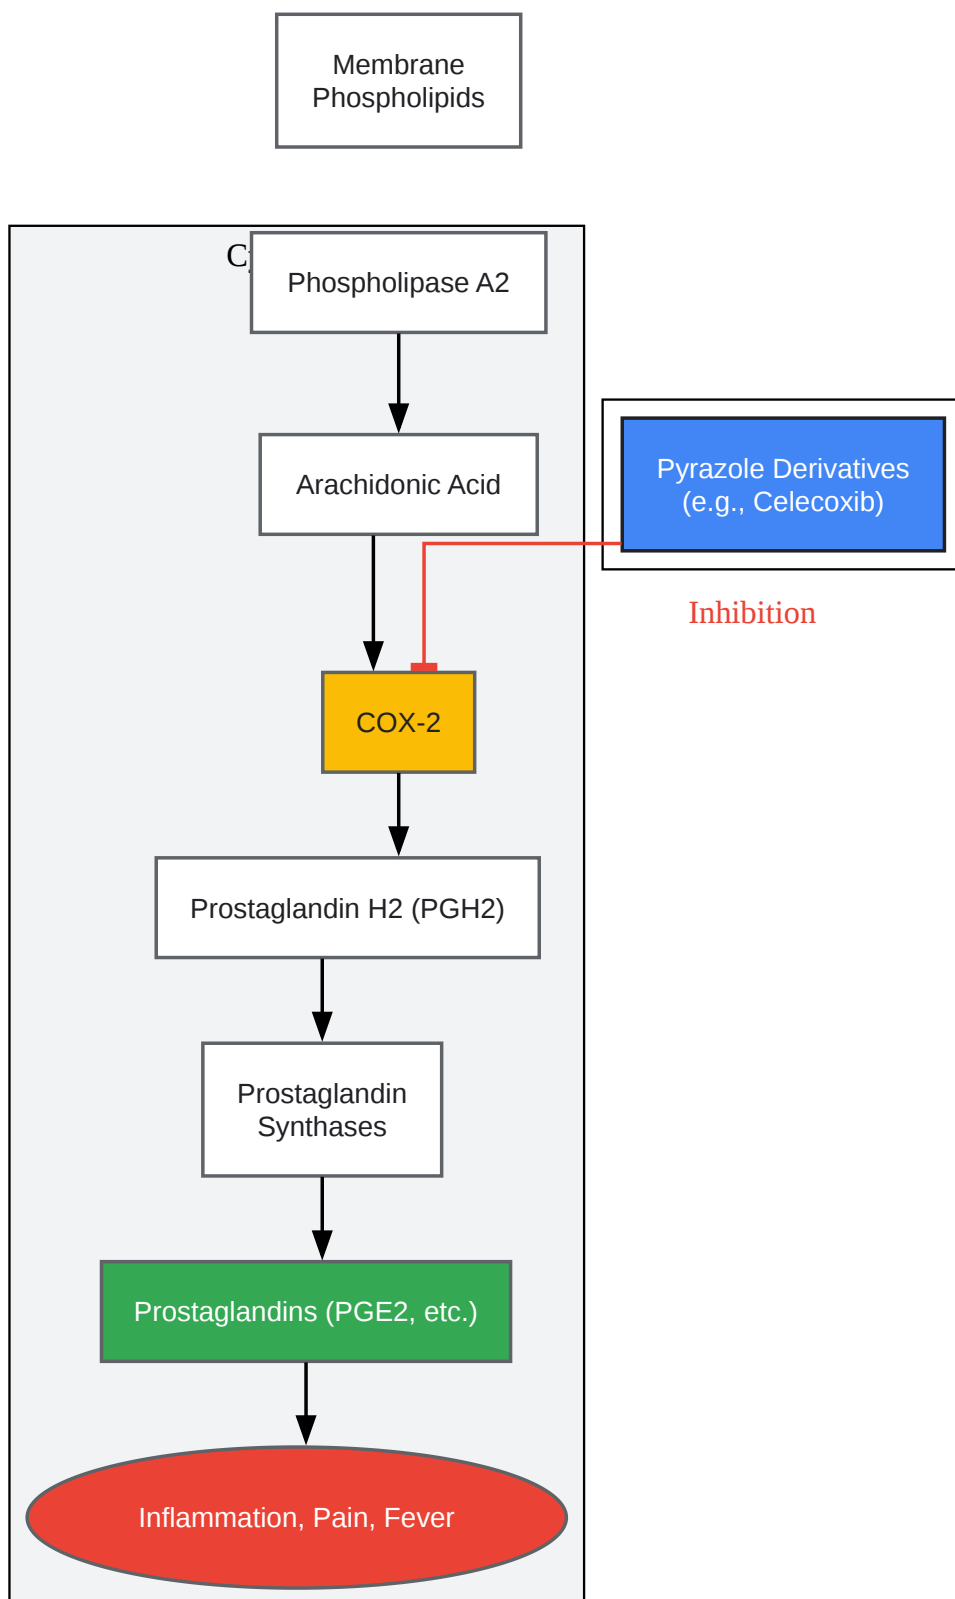 Membrane
Phospholipids
Phospholipase A2
Arachidonic Acid
Pyrazole Derivatives
(e.g., Celecoxib)
Inhibition
COX-2
Prostaglandin H2 (PGH2)
Prostaglandin
Synthases
Prostaglandins (PGE2, etc.)
Inflammation, Pain, Fever